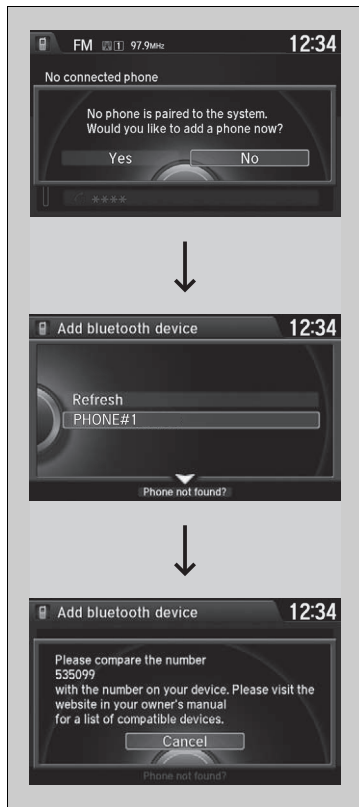 FM 1 97.9MHz 12:34
No connected phone
No phone is paired to the system.
Would you like to add a phone now?
Yes No
****
Add bluetooth device 12:34
Refresh
PHONE#1
Phone not found?
Add bluetooth device 12:34
Please compare the number
535099
with the number on your device. Please visit the
website in your owner's manual
for a list of compatible devices.
Cancel
Phone not found?